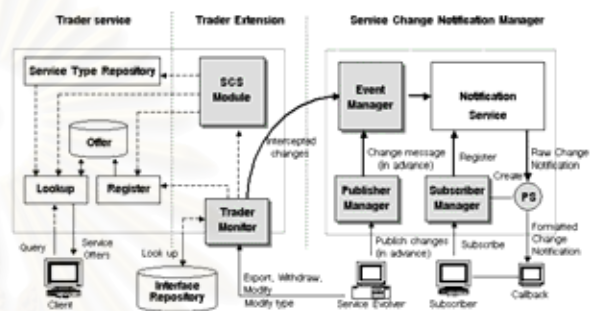 Trader service
Trader Extension
Service Change Notification Manager
Service Type Repository
SCS
Module
Event
Manager
Notification
Service
Offer
Intercepted
changes
Change message
(in advance)
Register
Raw Change
Notification
Create
Lookup
Register
Publisher
Manager
Subscriber
Manager
PS
Trader
Monitor
Query
Service
Offers
Look up
Publish changes
(in advance)
Subscribe
Formatted
Change
Notification
Interface
Repository
Export, Withdraw,
Modify
Modify type
Client
Service Evolver
Subscriber
Callback